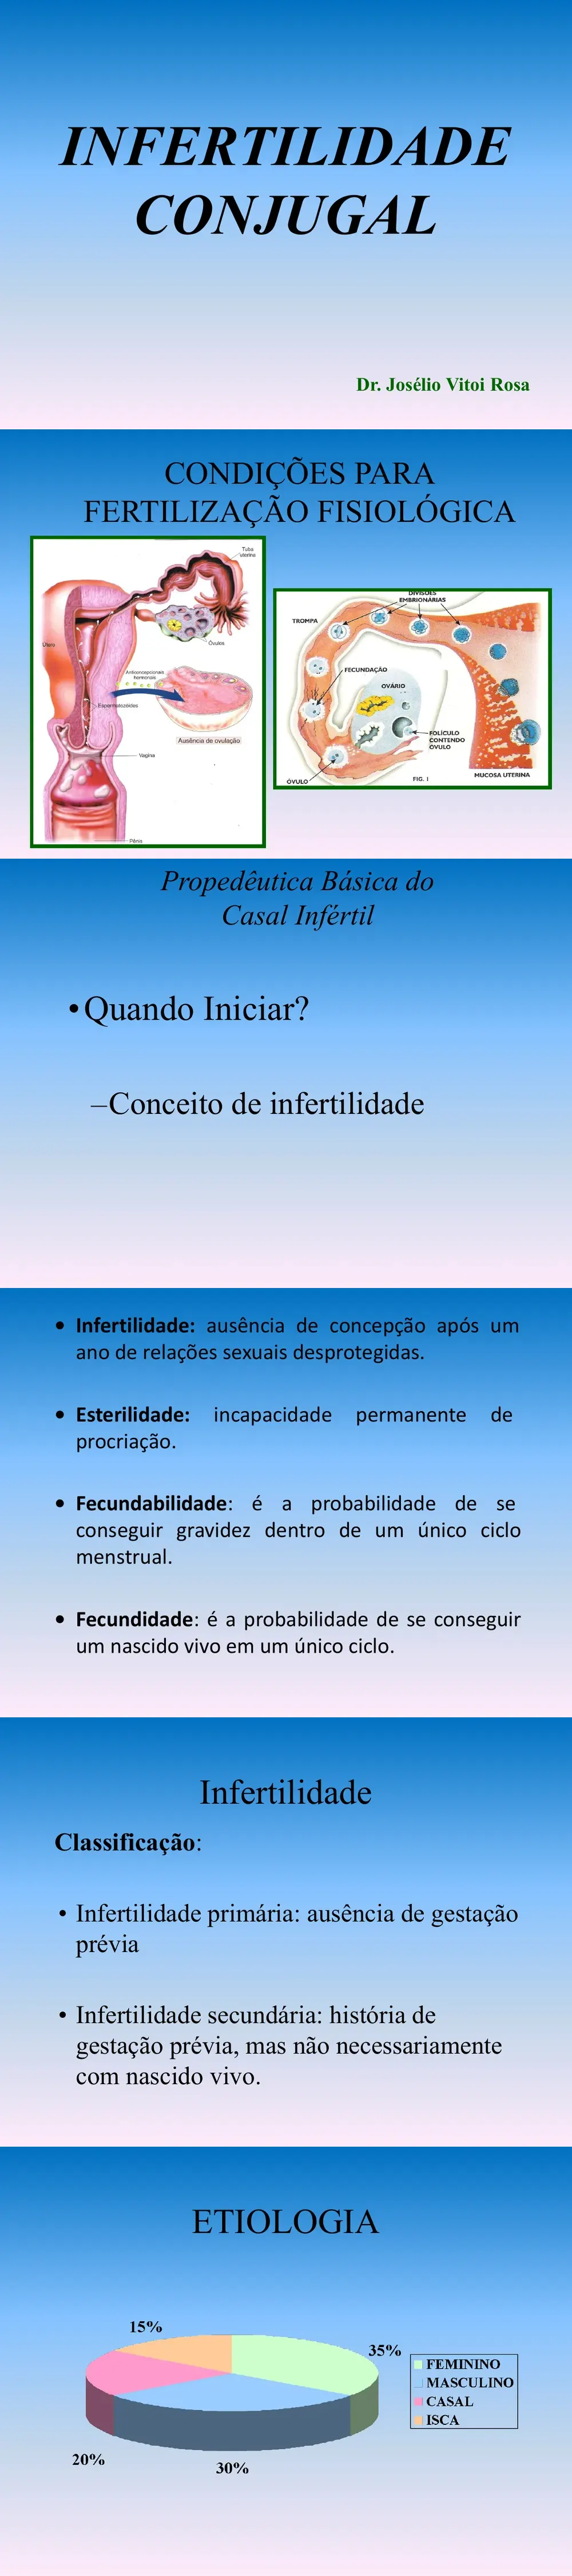 INFERTILIDADE
CONJUGAL
Dr. Josélio Vitoi Rosa
CONDIÇÕES PARA
FERTILIZAÇÃO FISIOLÓGICA
Tuba
uterina
Óvulos
Útero
Anticoncepcionais
hormonais
Espermatozóides
Ausência de ovulação
Vagina
Pênis
DIVISÕES
EMBRIONÁRIAS
TROMPA
FECUNDAÇÃO
OVÁRIO
FOLÍCULO
CONTENDO
ÓVULO
ÓVULO
FIG. 1
MUCOSA UTERINA
Propedêutica Básica do
Casal Infértil
•Quando Iniciar?
–Conceito de infertilidade
• Infertilidade: ausência de concepção após um
ano de relações sexuais desprotegidas.
• Esterilidade: incapacidade permanente de
procriação.
• Fecundabilidade: é a probabilidade de se
conseguir gravidez dentro de um único ciclo
menstrual.
• Fecundidade: é a probabilidade de se conseguir
um nascido vivo em um único ciclo.
Infertilidade
Classificação:
• Infertilidade primária: ausência de gestação
prévia
• Infertilidade secundária: história de
gestação prévia, mas não necessariamente
com nascido vivo.
ETIOLOGIA
15%
35%
FEMININO
MASCULINO
CASAL
ISCA
20%
30%